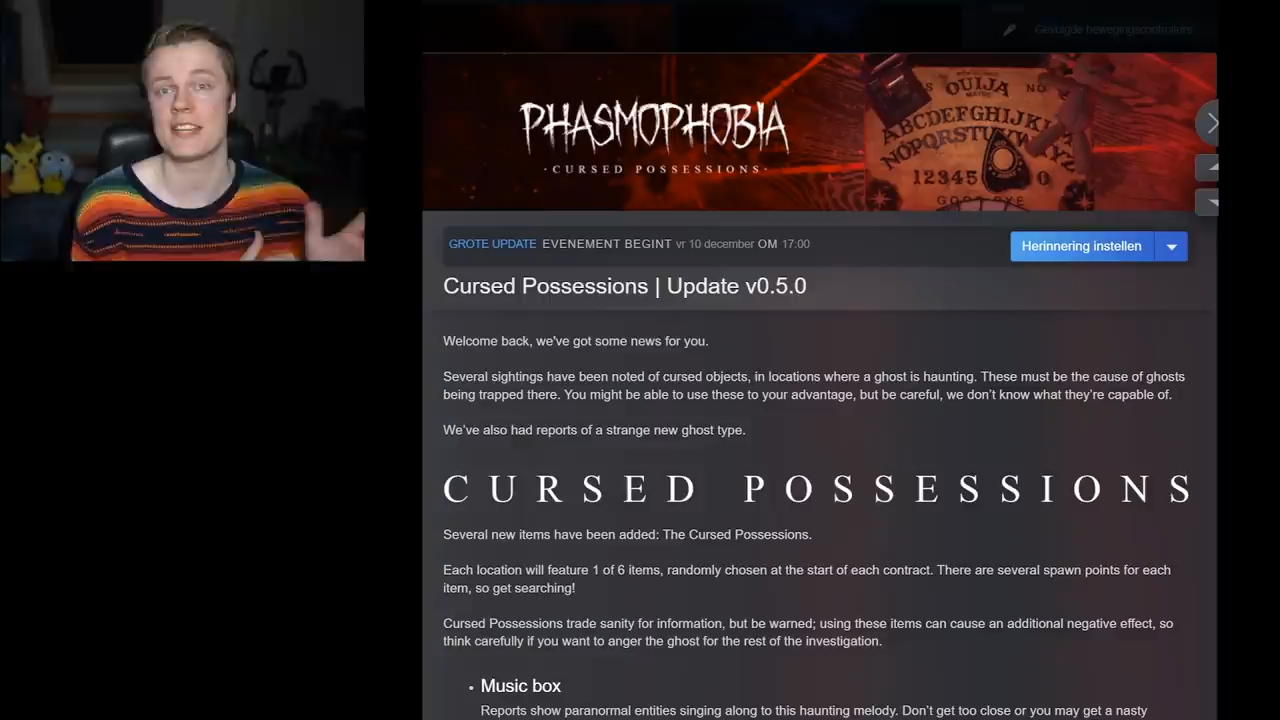 Gevolgde bewegingscontrollers
OUIJA
NO
ABCDEFGHIJK
NOPQRSTUVW
12345
0
PHASMOPHOBIA
·CURSED POSSESSIONS·
GROTE UPDATE EVENEMENT BEGINT vr 10 december OM 17:00
Herinnering instellen
Cursed Possessions | Update v0.5.0
Welcome back, we've got some news for you.
Several sightings have been noted of cursed objects, in locations where a ghost is haunting. These must be the cause of ghosts
being trapped there. You might be able to use these to your advantage, but be careful, we don't know what they're capable of.
We've also had reports of a strange new ghost type.
CURSED POSSESSIONS
Several new items have been added: The Cursed Possessions.
Each location will feature 1 of 6 items, randomly chosen at the start of each contract. There are several spawn points for each
item, so get searching!
Cursed Possessions trade sanity for information, but be warned; using these items can cause an additional negative effect, so
think carefully if you want to anger the ghost for the rest of the investigation.
• Music box
Reports show paranormal entities singing along to this haunting melody. Don't get too close or you may get a nasty